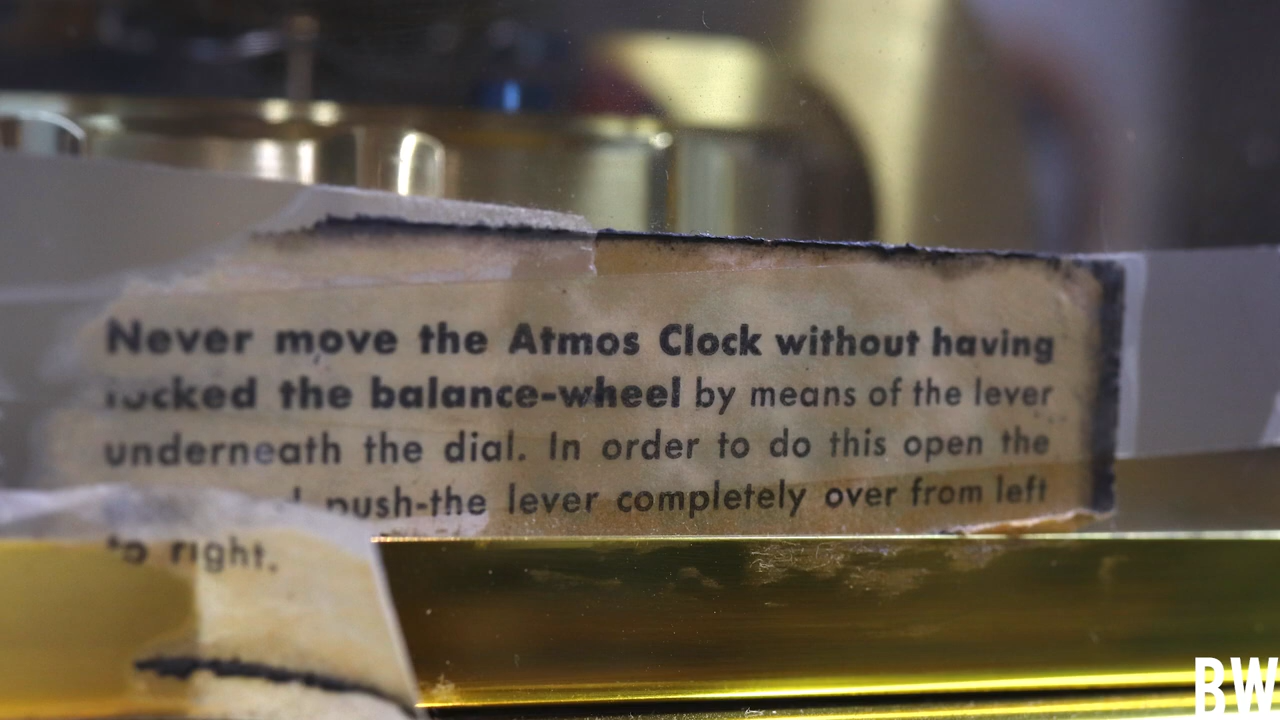 Never move the Atmos Clock without having
locked the balance-wheel by means of the lever
underneath the dial. In order to do this open the
push-the lever completely over from left
to right.
BW